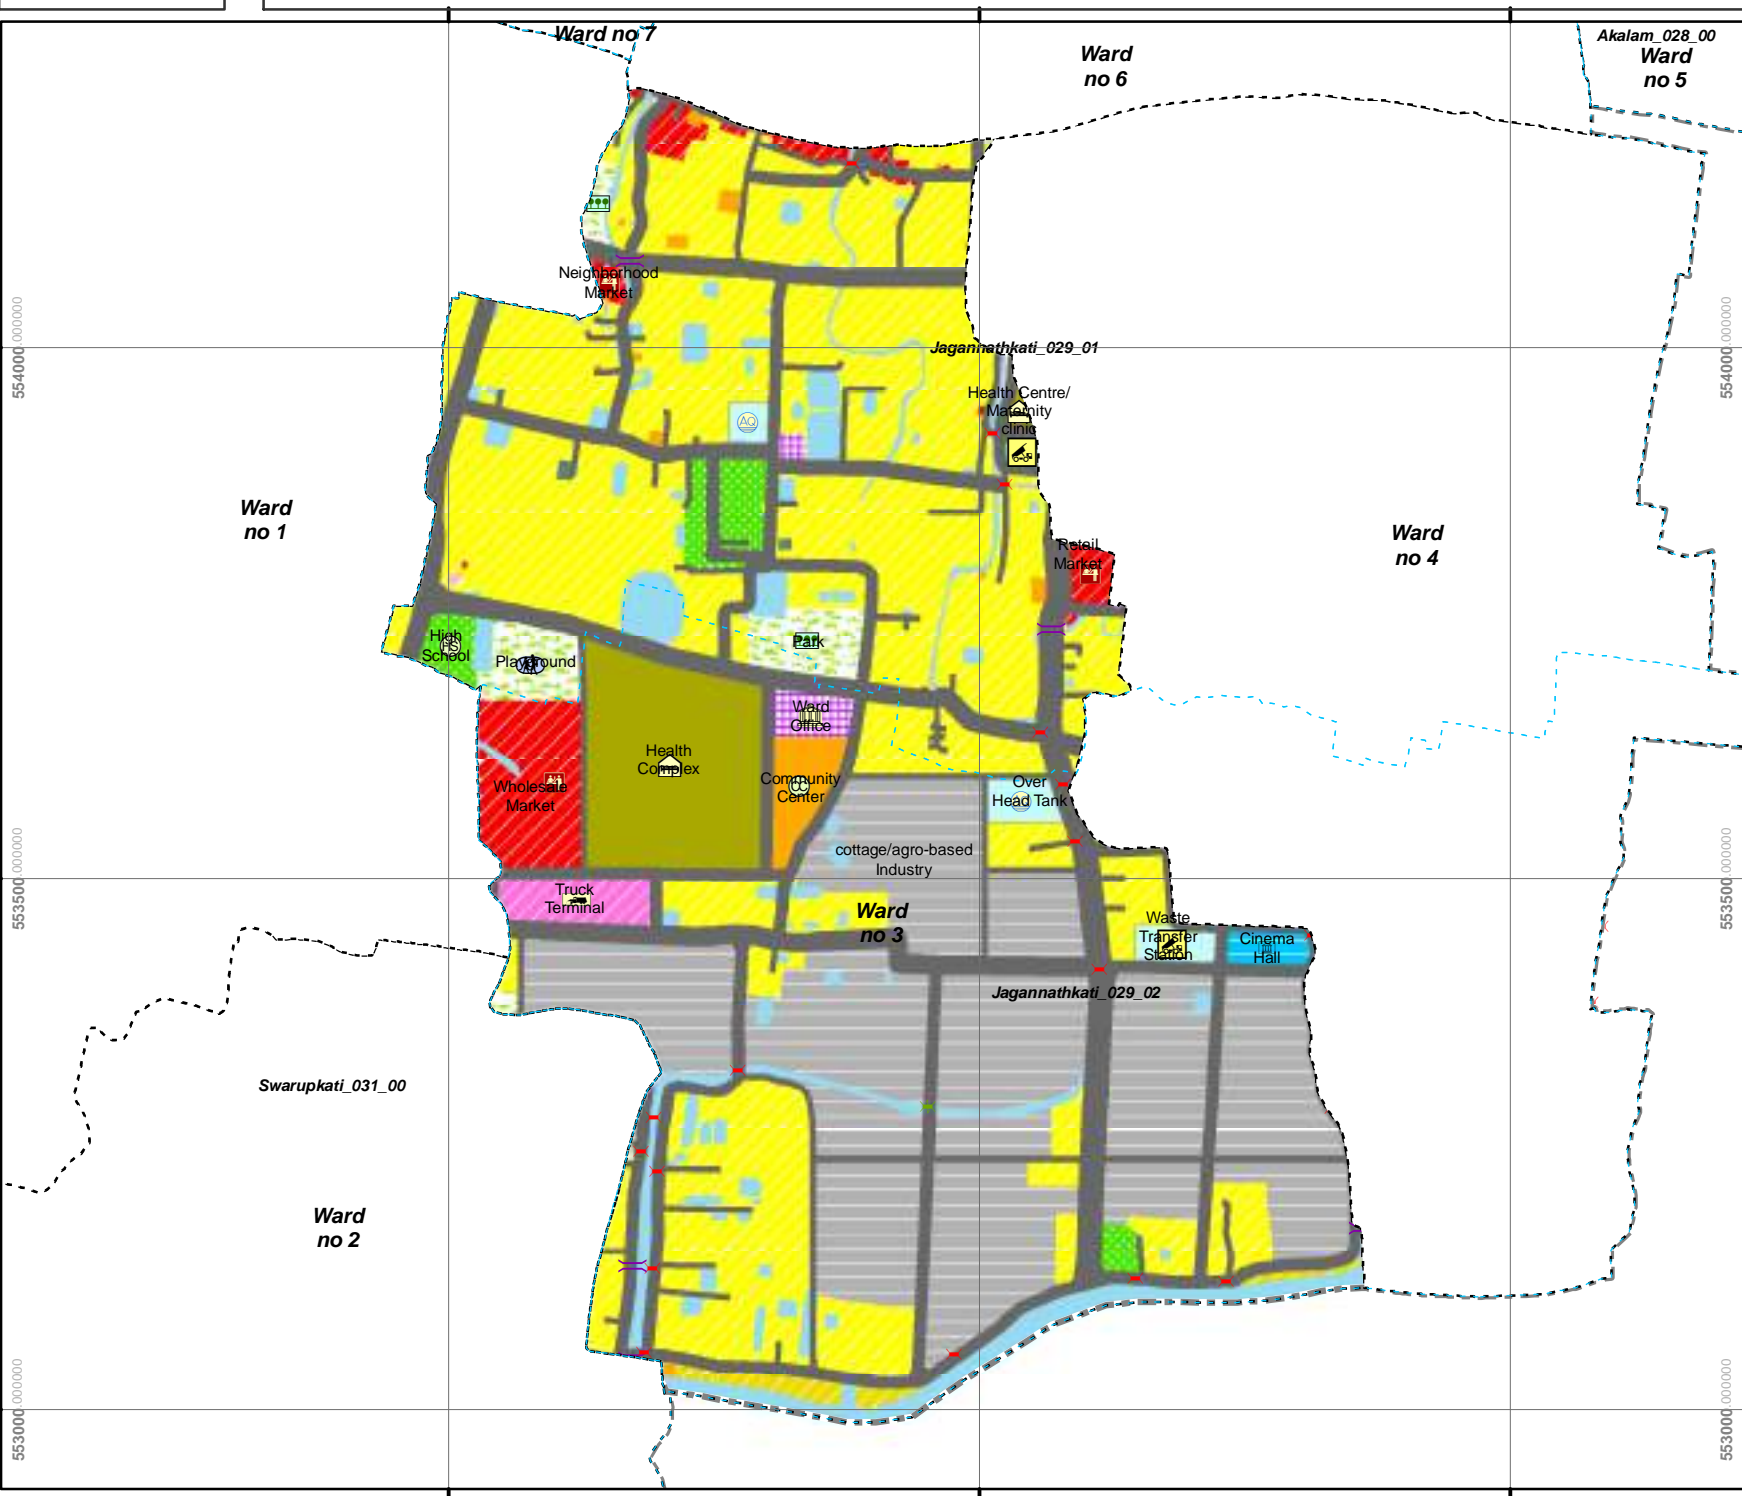 Ward no 7
Akalam_028_00
Ward
no 6
Ward
no 5
Neighborhood
Market
554000.000000
554000.000000
Jagannathkati_029_01
Health Centre/
Maternity
clinic
AQ
Ward
no 1
Ward
no 4
Retail
Market
High
School
HS
Playground
Park
Ward
Office
Health
Complex
Community
Center
CC
Wholesale
Market
Over
Head Tank
cottage/agro-based
Industry
553500.000000
553500.000000
Truck
Terminal
Ward
no 3
Waste
Transfer
Station
Cinema
Hall
Jagannathkati_029_02
Swarupkati_031_00
Ward
no 2
553000.000000
553000.000000